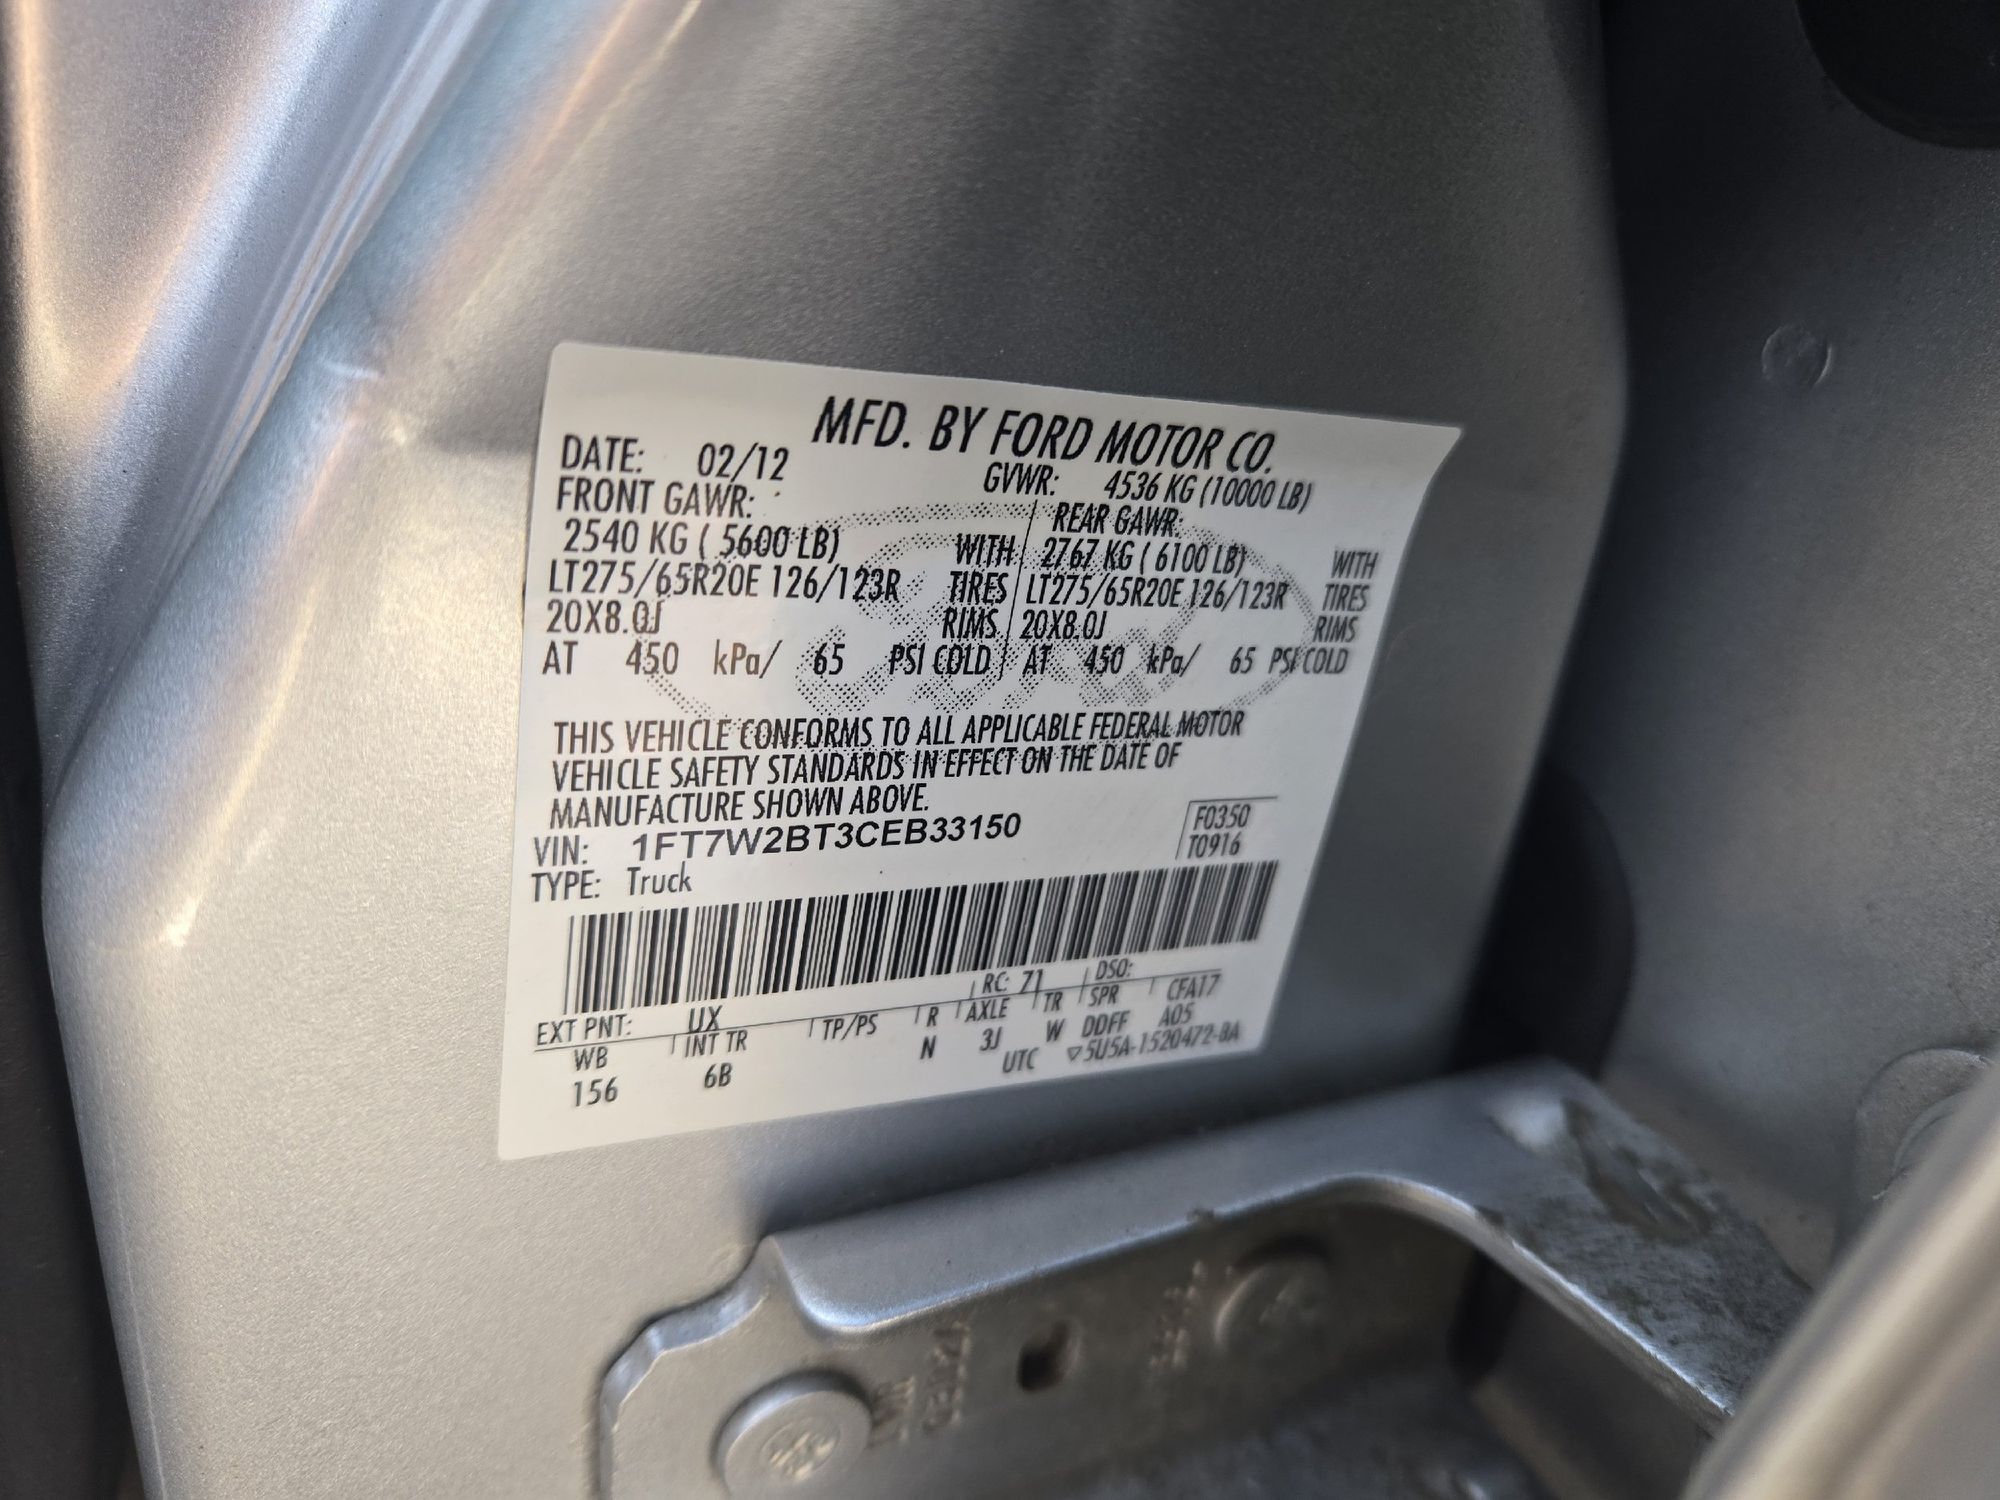 MFD. BY FORD MOTOR CO.
DATE: 02/12 GVWR: 4536 KG (10000 LB)
FRONT GAWR: REAR GAWR:
2540 KG ( 5600 LB) WITH 2767 KG ( 6100 LB) WITH
LT275/65R20E 126/123R TIRES LT275/65R20E 126/123R TIRES
20X8.0J RIMS 20X8.0J RIMS
AT 450 kPa/ 65 PSI COLD AT 450 kPa/ 65 PSI COLD
THIS VEHICLE CONFORMS TO ALL APPLICABLE FEDERAL MOTOR
VEHICLE SAFETY STANDARDS IN EFFECT ON THE DATE OF
MANUFACTURE SHOWN ABOVE.
VIN: 1FT7W2BT3CEB33150 F0350
TYPE: Truck T0916
EXT PNT: UX RC: 71 DSO:
WB INT TR TP/PS R AXLE TR SPR CFA17
156 6B N 3J W DDFF A05
UTC ▽5U5A-1520472-BA